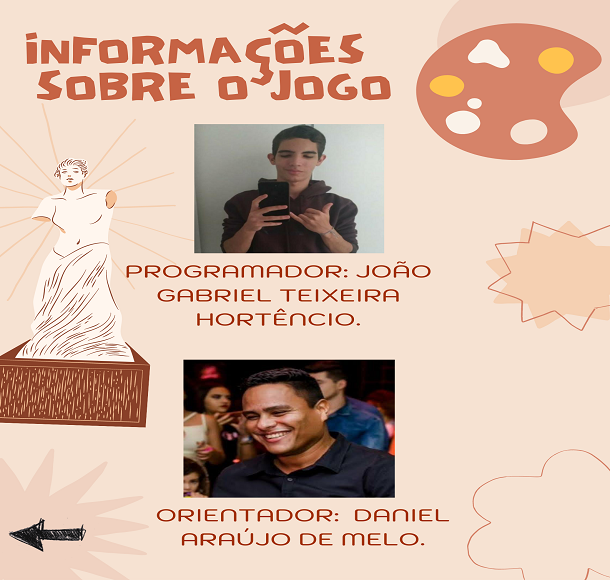 INFORMAÇÕES
SOBRE O JOGO
PROGRAMADOR: JOÃO
GABRIEL TEIXEIRA
HORTÊNCIO.
ORIENTADOR: DANIEL
ARAÚJO DE MELO.